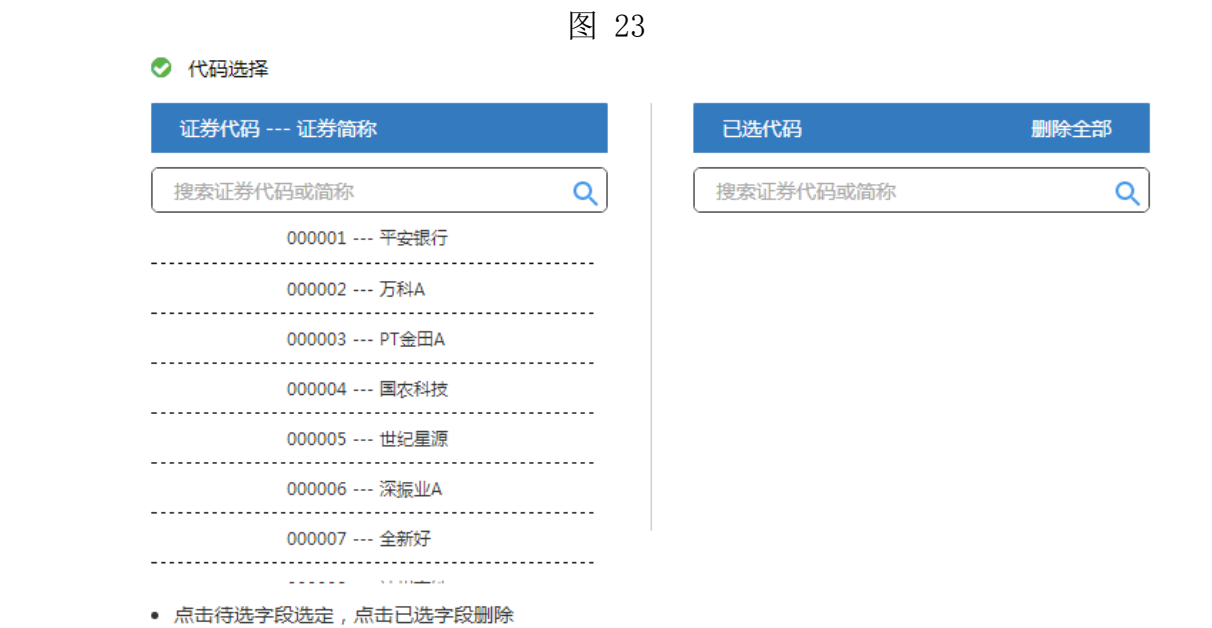 图 23
代码选择
证券代码 --- 证券简称
搜索证券代码或简称
000001 --- 平安银行
000002 --- 万科A
000003 --- PT金田A
000004 --- 国农科技
000005 --- 世纪星源
000006 --- 深振业A
000007 --- 全新好
已选代码 删除全部
搜索证券代码或简称
• 点击待选字段选定，点击已选字段删除